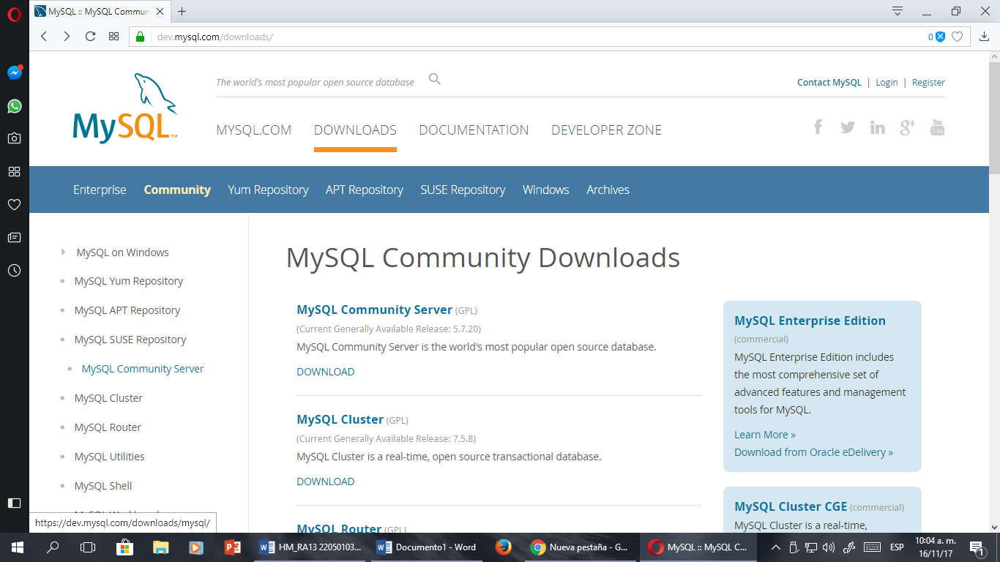 MySQL :: MySQL Commun
dev.mysql.com/downloads/
0
MySQL™
The world's most popular open source database
Contact MySQL | Login | Register
MYSQL.COM DOWNLOADS DOCUMENTATION DEVELOPER ZONE
f in g+ You Tube
Enterprise Community Yum Repository APT Repository SUSE Repository Windows Archives
MySQL on Windows
MySQL Yum Repository
MySQL APT Repository
MySQL SUSE Repository
MySQL Community Server
MySQL Cluster
MySQL Router
MySQL Utilities
MySQL Shell
https://dev.mysql.com/downloads/mysql/
MySQL Community Downloads
MySQL Community Server (GPL)
(Current Generally Available Release: 5.7.20)
MySQL Community Server is the world's most popular open source database.
DOWNLOAD
MySQL Cluster (GPL)
(Current Generally Available Release: 7.5.8)
MySQL Cluster is a real-time, open source transactional database.
DOWNLOAD
MySQL Router (GPL)
MySQL Enterprise Edition
(commercial)
MySQL Enterprise Edition includes
the most comprehensive set of
advanced features and management
tools for MySQL.
Learn More »
Download from Oracle eDelivery »
MySQL Cluster CGE (commercial)
MySQL Cluster is a real-time,
HM_RA13 22050103...
Documento1 - Word
Nueva pestaña - G...
MySQL :: MySQL C...
ESP
10:04 a. m.
16/11/17
1